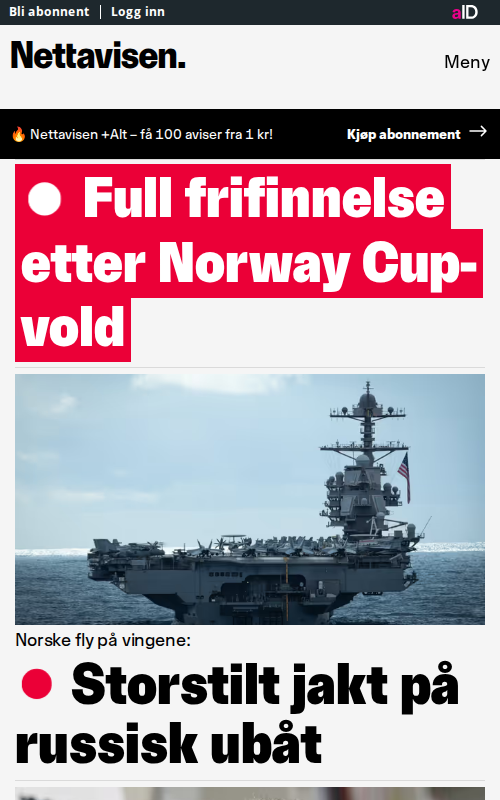 Bli abonnent | Logg inn
aID
Nettavisen.
Meny
🔥 Nettavisen +Alt – få 100 aviser fra 1 kr!
Kjøp abonnement →
Full frifinnelse
etter Norway Cup-
vold
Norske fly på vingene:
Storstilt jakt på
russisk ubåt